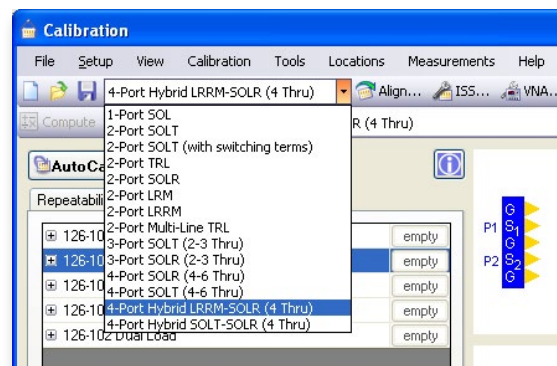 Calibration
File Setup View Calibration Tools Locations Measurements Help
4-Port Hybrid LRRM-SOLR (4 Thru) Align... ISS... VNA..
Compute R (4 Thru)
1-Port SOL
2-Port SOLT
2-Port SOLT (with switching terms)
2-Port TRL
2-Port SOLR
2-Port LRM
2-Port LRRM
2-Port Multi-Line TRL
3-Port SOLT (2-3 Thru)
3-Port SOLR (2-3 Thru)
4-Port SOLR (4-6 Thru)
4-Port SOLT (4-6 Thru)
4-Port Hybrid LRRM-SOLR (4 Thru)
4-Port Hybrid SOLT-SOLR (4 Thru)
AutoCa
Repeatabili
126-10 empty
126-10 empty
126-10 empty
126-10 empty
126-102 Dual Load empty
G
P1 S1
G
P2 S2
G